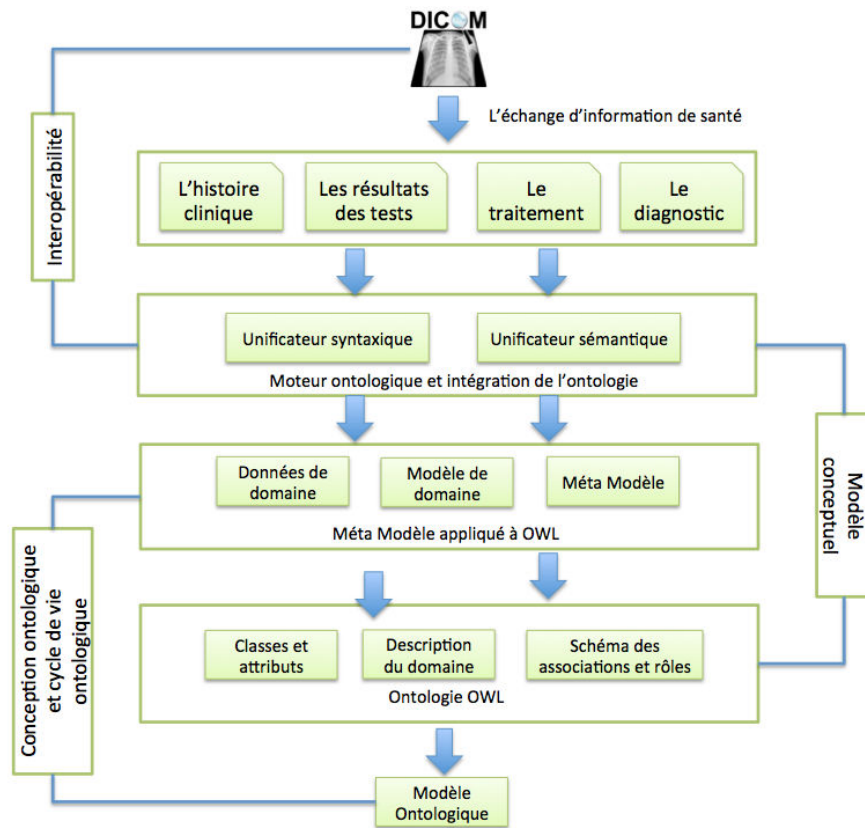 DICOM
L'échange d'information de santé
Interopérabilité
L'histoire
clinique
Les résultats
des tests
Le
traitement
Le
diagnostic
Unificateur syntaxique
Unificateur sémantique
Moteur ontologique et intégration de l'ontologie
Modèle
conceptuel
Données de
domaine
Modèle de
domaine
Méta Modèle
Méta Modèle appliqué à OWL
Conception ontologique
et cycle de vie
ontologique
Classes et
attributs
Description
du domaine
Schéma des
associations et rôles
Ontologie OWL
Modèle
Ontologique